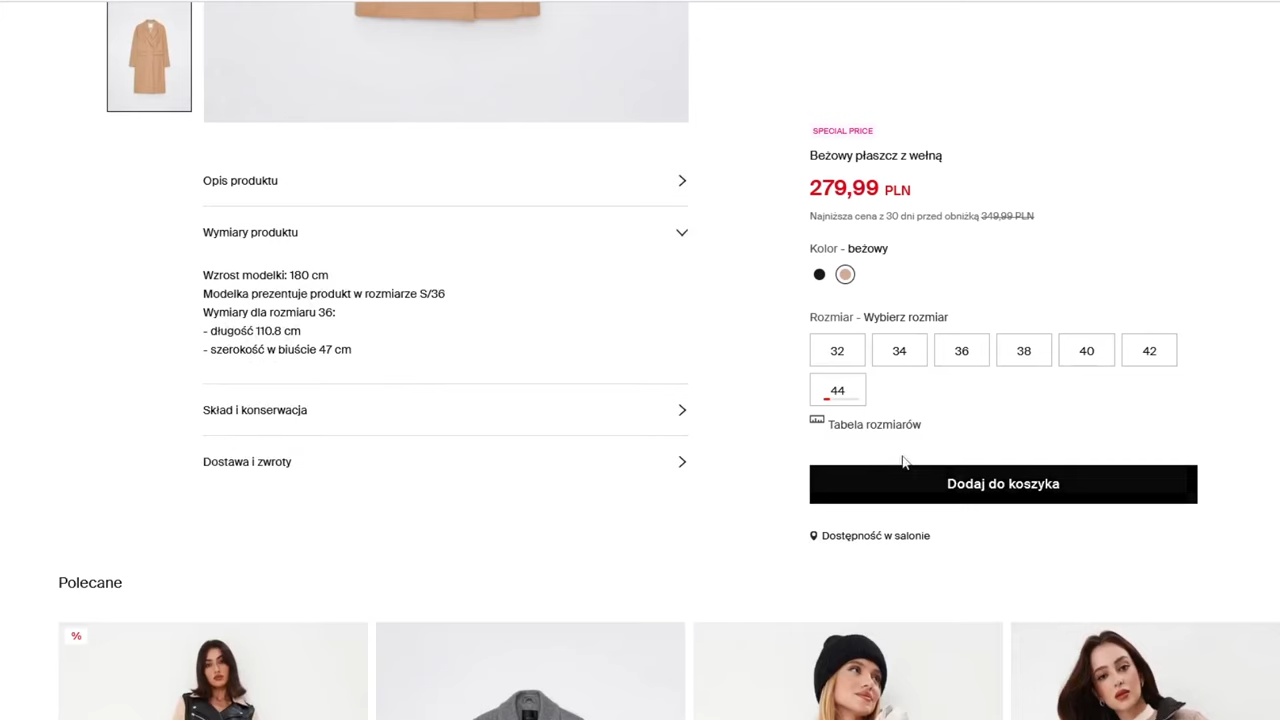 Opis produktu
Wymiary produktu
Wzrost modelki: 180 cm
Modelka prezentuje produkt w rozmiarze S/36
Wymiary dla rozmiaru 36:
- długość 110.8 cm
- szerokość w biuście 47 cm
Skład i konserwacja
Dostawa i zwroty
SPECIAL PRICE
Beżowy płaszcz z wełną
279,99 PLN
Najniższa cena z 30 dni przed obniżką 349,99 PLN
Kolor - beżowy
Rozmiar - Wybierz rozmiar
32 34 36 38 40 42
44
Tabela rozmiarów
Dodaj do koszyka
Dostępność w salonie
Polecane
%